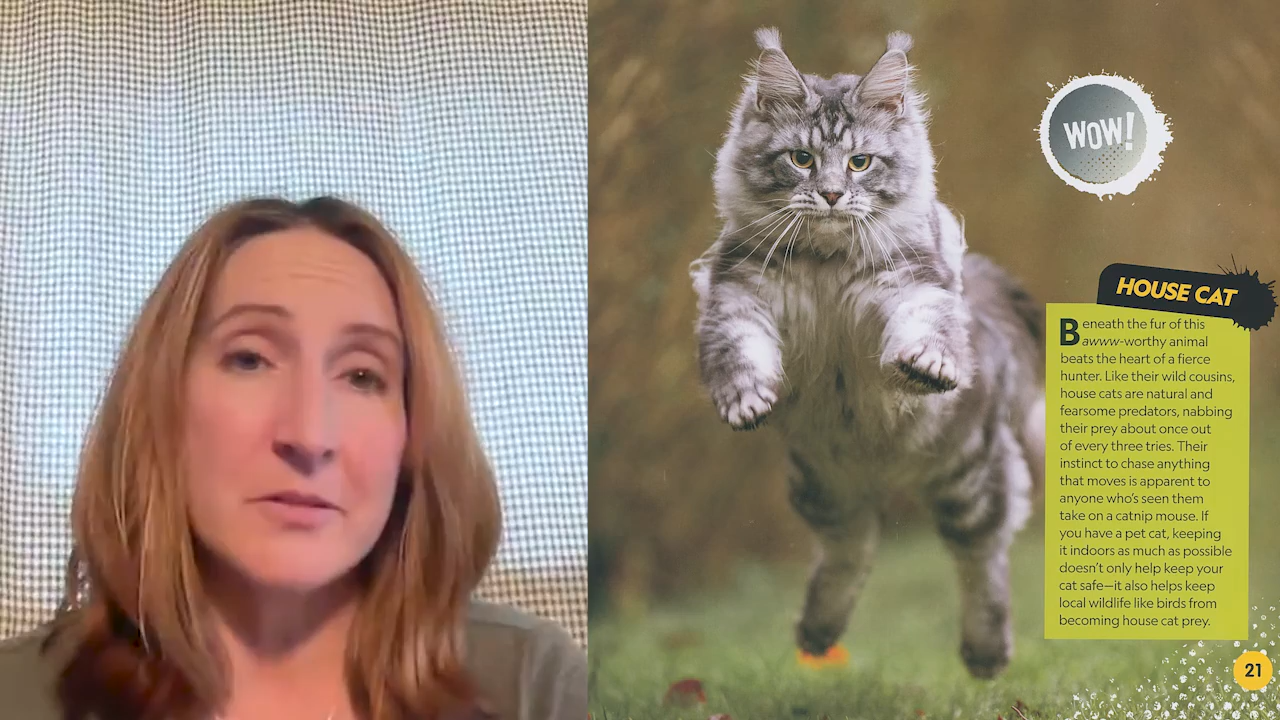 WOW!
HOUSE CAT
Beneath the fur of this
awww-worthy animal
beats the heart of a fierce
hunter. Like their wild cousins,
house cats are natural and
fearsome predators, nabbing
their prey about once out
of every three tries. Their
instinct to chase anything
that moves is apparent to
anyone who's seen them
take on a catnip mouse. If
you have a pet cat, keeping
it indoors as much as possible
doesn't only help keep your
cat safe—it also helps keep
local wildlife like birds from
becoming house cat prey.
21